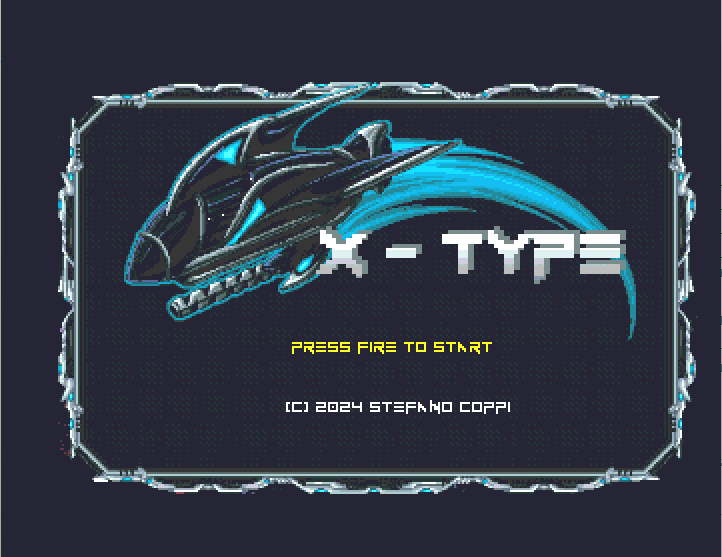 X - TYPE
PRESS FIRE TO START
(C) 2024 STEFANO COPPI